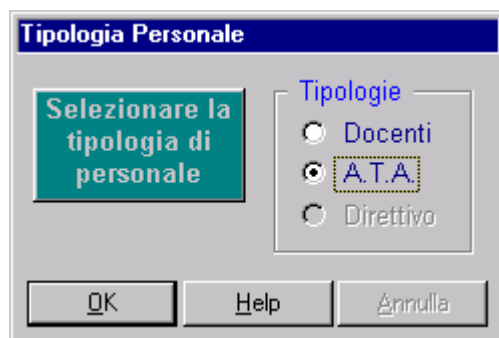 Tipologia Personale
Selezionare la
tipologia di
personale
Tipologie
Docenti
A.T.A.
Direttivo
OK
Help
Annulla